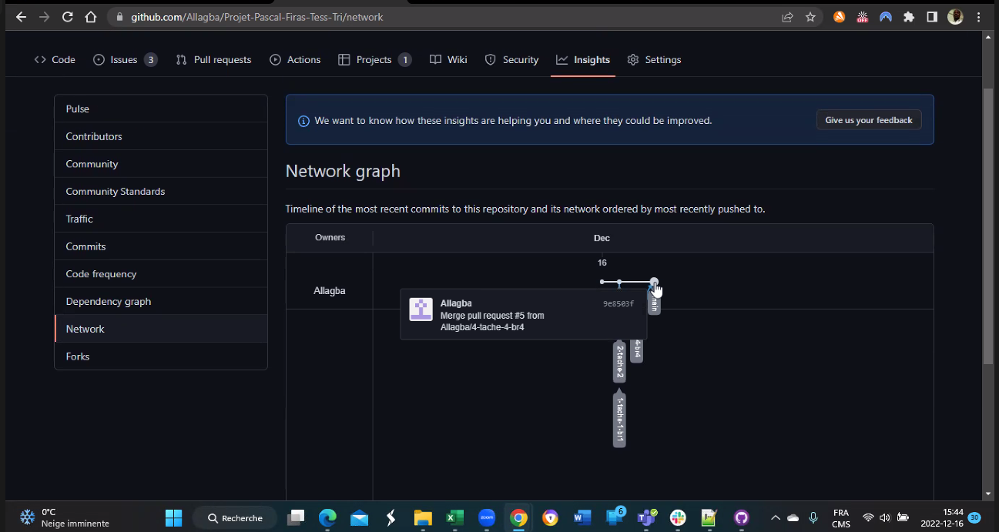 github.com/Allagba/Projet-Pascal-Firas-Tess-Tri/network
OFF
Code
Issues 3
Pull requests
Actions
Projects 1
Wiki
Security
Insights
Settings
Pulse
Contributors
Community
Community Standards
Traffic
Commits
Code frequency
Dependency graph
Network
Forks
We want to know how these insights are helping you and where they could be improved.
Give us your feedback
Network graph
Timeline of the most recent commits to this repository and its network ordered by most recently pushed to.
Owners
Dec
16
Allagba
Allagba 9e8503f
Merge pull request #5 from
Allagba/4-tache-4-br4
main
4-br4
2-tache-2
1-tache-1-br1
0°C
Neige imminente
Recherche
zoom
6
FRA
CMS
15:44
2022-12-16
30